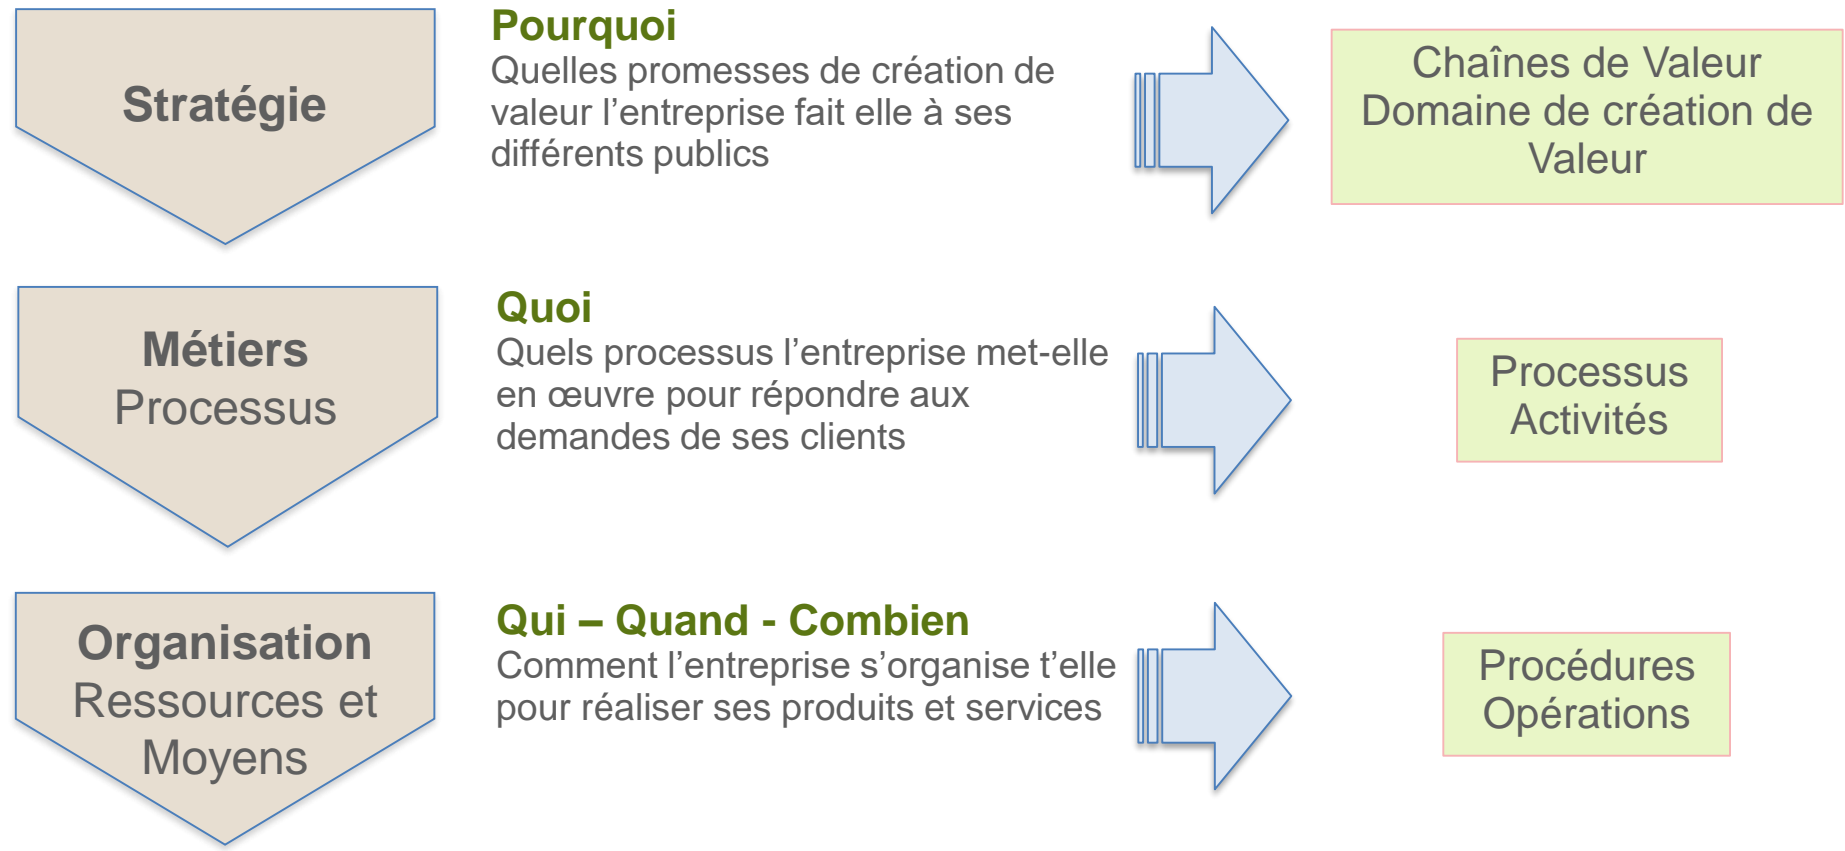 Stratégie
Pourquoi
Quelles promesses de création de
valeur l’entreprise fait elle à ses
différents publics
Chaînes de Valeur
Domaine de création de
Valeur
Métiers
Processus
Quoi
Quels processus l’entreprise met-elle
en œuvre pour répondre aux
demandes de ses clients
Processus
Activités
Organisation
Ressources et
Moyens
Qui – Quand - Combien
Comment l’entreprise s’organise t’elle
pour réaliser ses produits et services
Procédures
Opérations